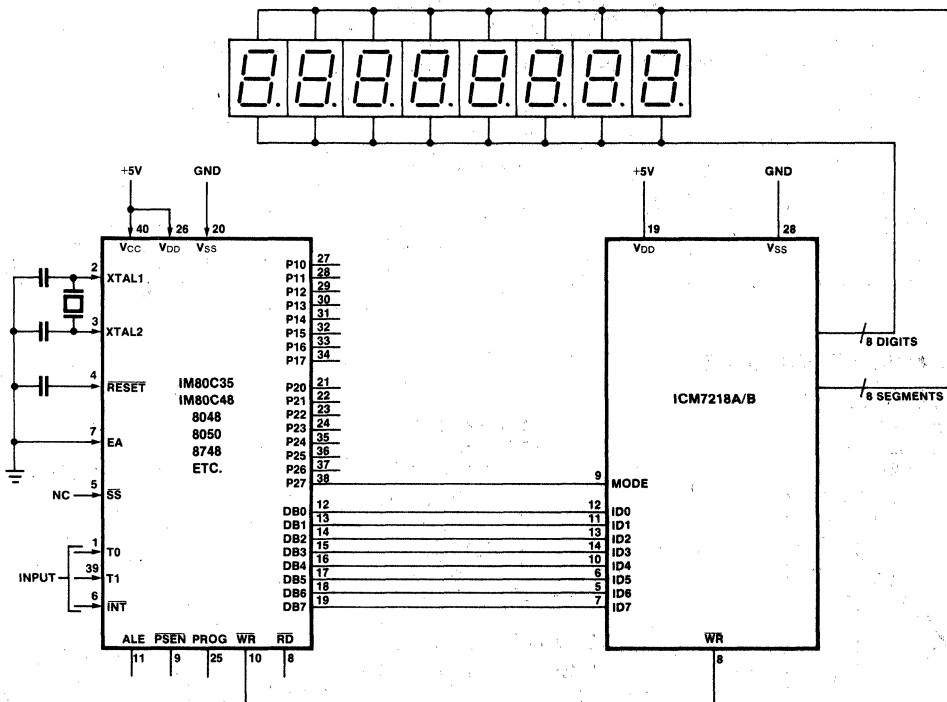 +5V GND
40 26 20
VCC VDD VSS
2 XTAL1
3 XTAL2
4 RESET
7 EA
NC 5 SS
INPUT
1 T0
39 T1
6 INT
IM80C35
IM80C48
8048
8050
8748
ETC.
P10 27
P11 28
P12 29
P13 30
P14 31
P15 32
P16 33
P17 34
P20 21
P21 22
P22 23
P23 24
P24 35
P25 36
P26 37
P27 38
DB0 12
DB1 13
DB2 14
DB3 15
DB4 16
DB5 17
DB6 18
DB7 19
ALE PSEN PROG WR RD
11 9 25 10 8
+5V GND
19 28
VDD VSS
ICM7218A/B
9 MODE
12 ID0
11 ID1
13 ID2
14 ID3
10 ID4
6 ID5
5 ID6
7 ID7
WR
8
8 DIGITS
8 SEGMENTS